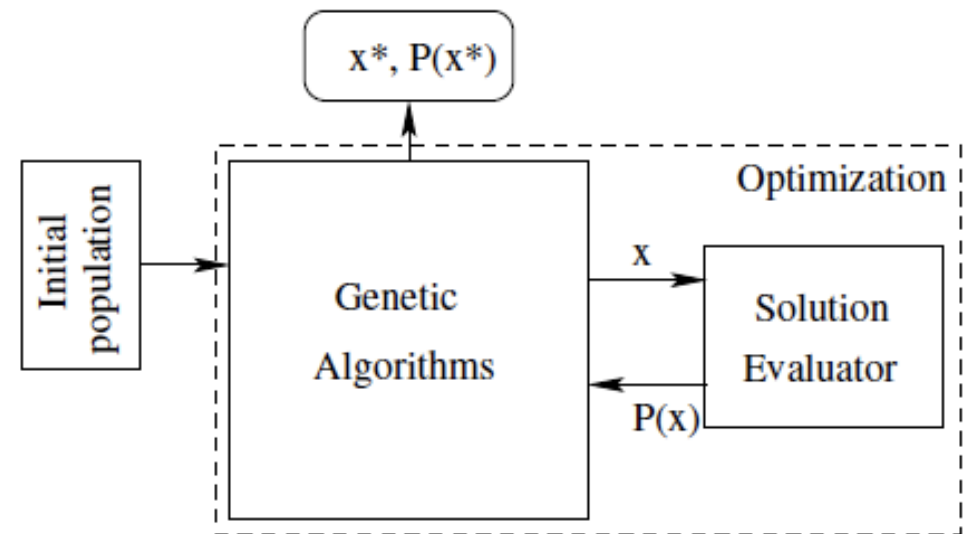 x*, P(x*)
Initial
population
Optimization
Genetic
Algorithms
x
Solution
Evaluator
P(x)